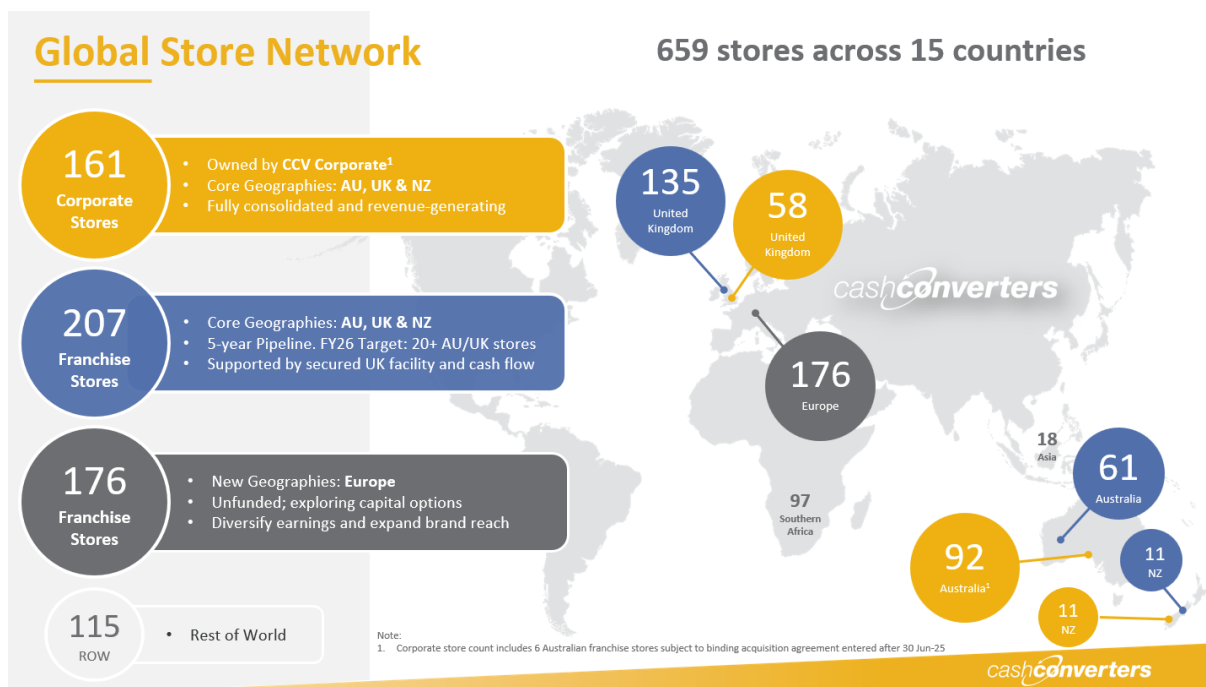 Global Store Network
659 stores across 15 countries
161
Corporate
Stores
• Owned by CCV Corporate¹
• Core Geographies: AU, UK & NZ
• Fully consolidated and revenue-generating
207
Franchise
Stores
• Core Geographies: AU, UK & NZ
• 5-year Pipeline. FY26 Target: 20+ AU/UK stores
• Supported by secured UK facility and cash flow
176
Franchise
Stores
• New Geographies: Europe
• Unfunded; exploring capital options
• Diversify earnings and expand brand reach
115
ROW
• Rest of World
135
United
Kingdom
58
United
Kingdom
cashconverters
176
Europe
18
Asia
61
Australia
97
Southern
Africa
92
Australia¹
11
NZ
11
NZ
Note:
1. Corporate store count includes 6 Australian franchise stores subject to binding acquisition agreement entered after 30 Jun-25
cashconverters